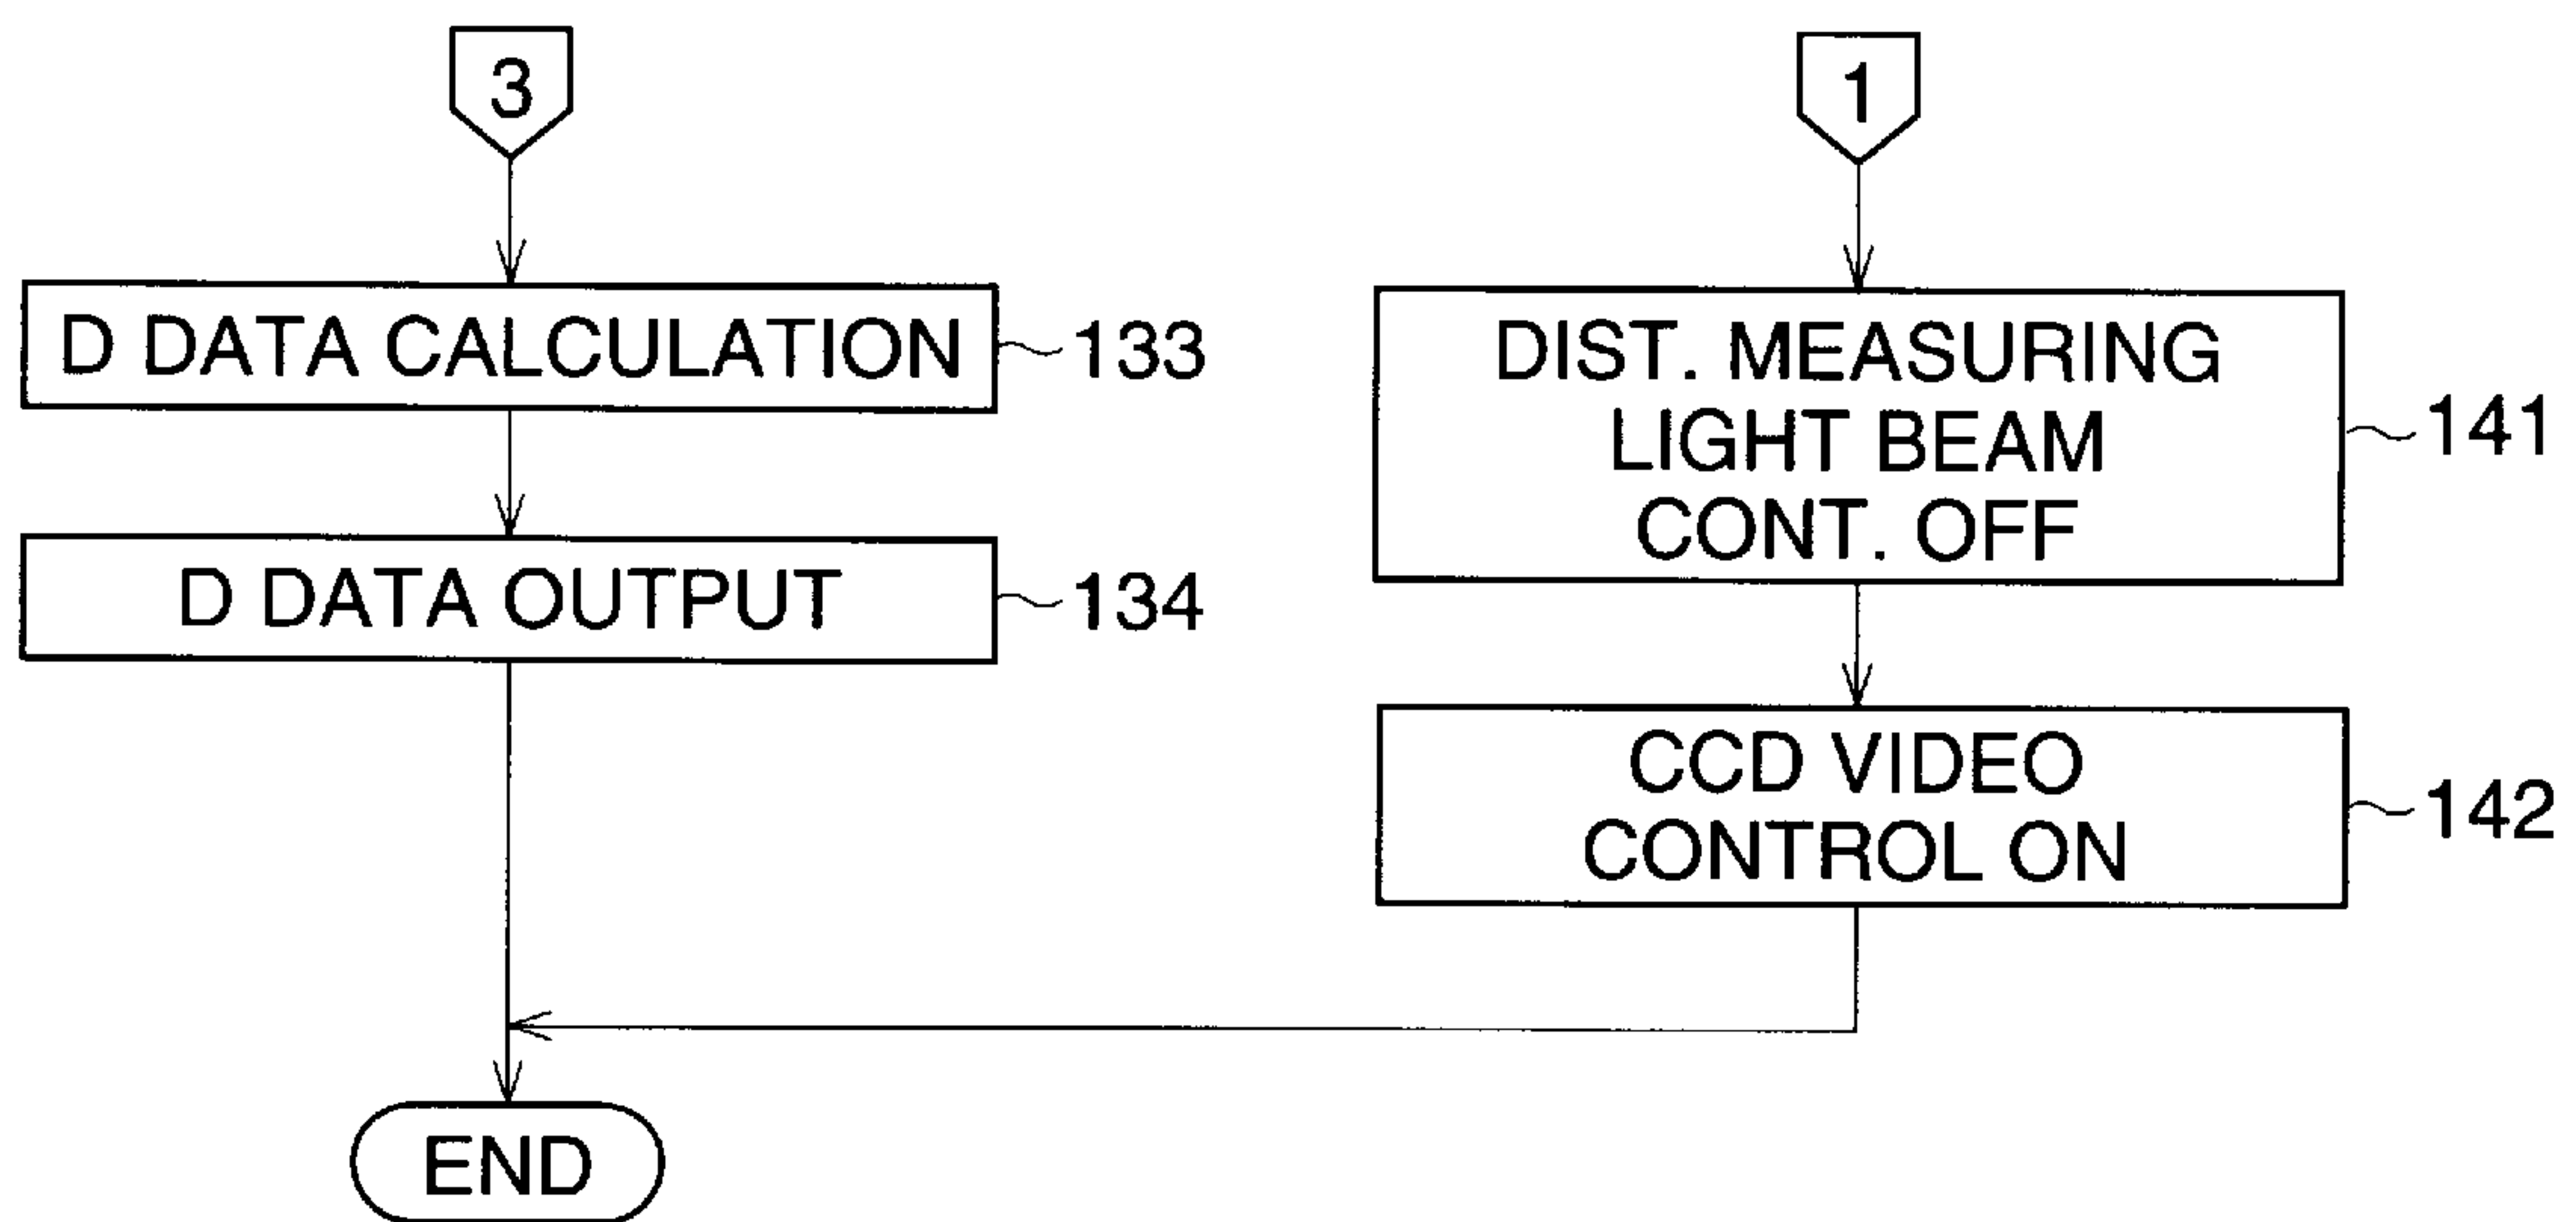 3
D DATA CALCULATION
133
D DATA OUTPUT
134
1
DIST. MEASURING
LIGHT BEAM
CONT. OFF
141
CCD VIDEO
CONTROL ON
142
END